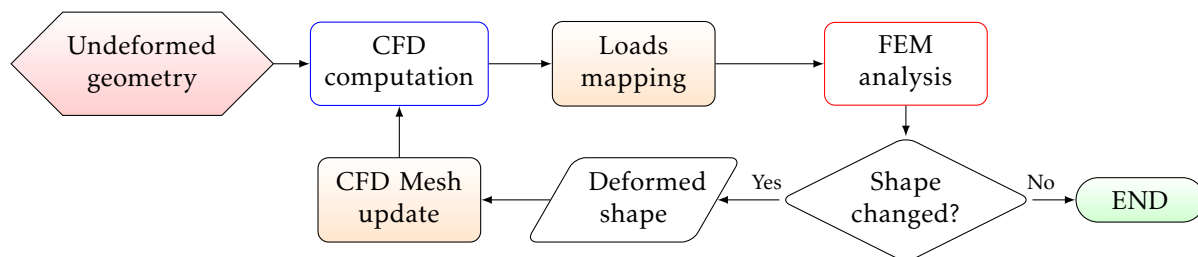 Undeformed
geometry
CFD
computation
Loads
mapping
FEM
analysis
CFD Mesh
update
Deformed
shape
Yes
Shape
changed?
No
END